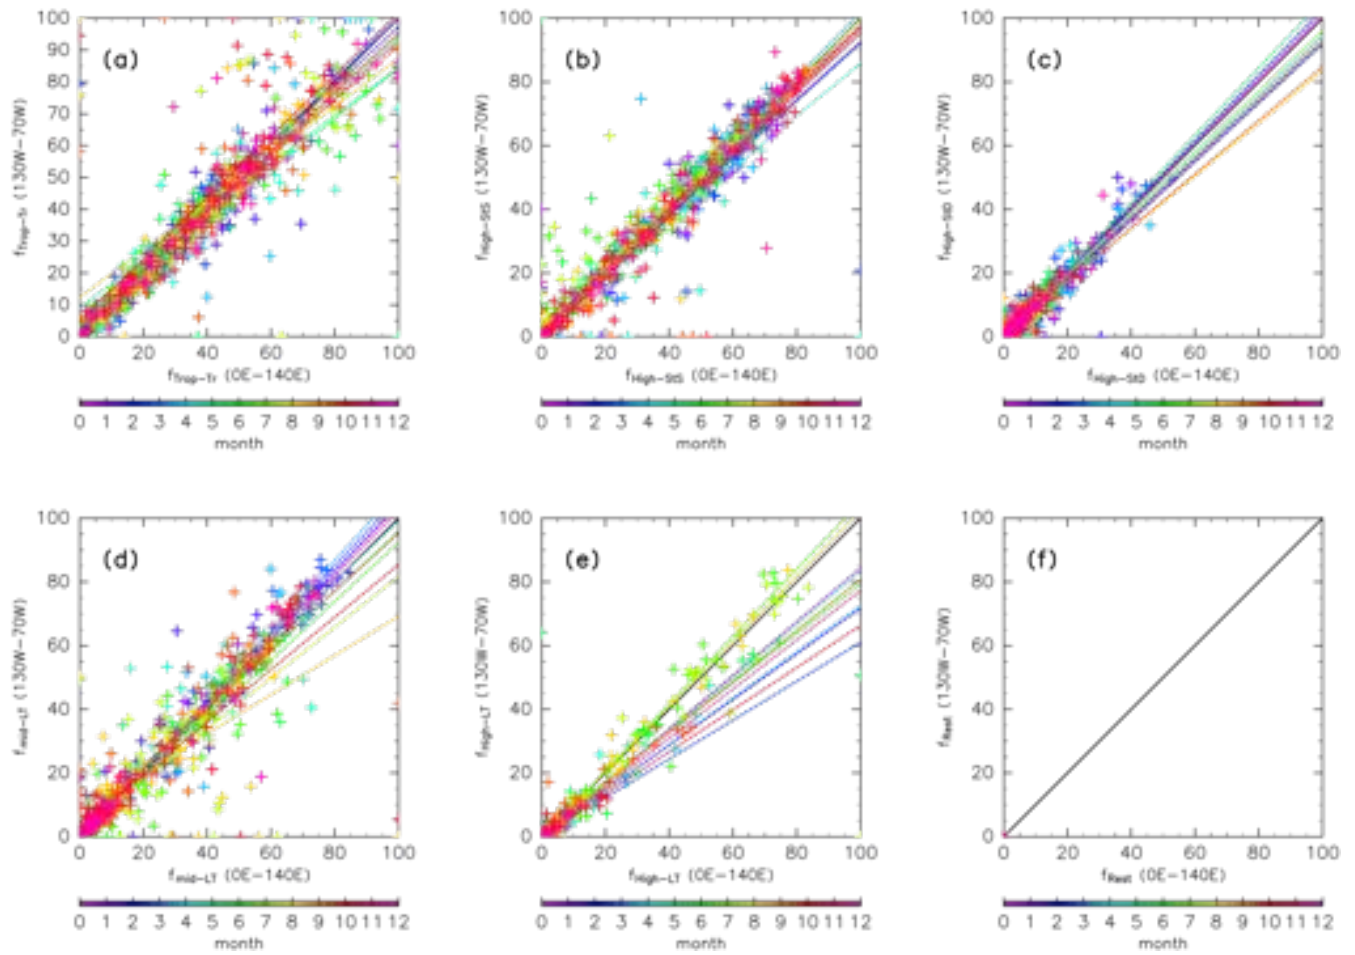 (a)
100
90
80
70
60
50
40
30
20
10
0
f_Trop-Tr (130W-70W)
0 20 40 60 80 100
f_Trop-Tr (0E-140E)
0 1 2 3 4 5 6 7 8 9 10 11 12
month
(b)
100
80
60
40
20
0
f_High-StS (130W-70W)
0 20 40 60 80 100
f_High-StS (0E-140E)
0 1 2 3 4 5 6 7 8 9 10 11 12
month
(c)
100
80
60
40
20
0
f_High-StD (130W-70W)
0 20 40 60 80 100
f_High-StD (0E-140E)
0 1 2 3 4 5 6 7 8 9 10 11 12
month
(d)
100
80
60
40
20
0
f_mid-LT (130W-70W)
0 20 40 60 80 100
f_mid-LT (0E-140E)
0 1 2 3 4 5 6 7 8 9 10 11 12
month
(e)
100
80
60
40
20
0
f_High-LT (130W-70W)
0 20 40 60 80 100
f_High-LT (0E-140E)
0 1 2 3 4 5 6 7 8 9 10 11 12
month
(f)
100
80
60
40
20
0
f_Rest (130W-70W)
0 20 40 60 80 100
f_Rest (0E-140E)
0 1 2 3 4 5 6 7 8 9 10 11 12
month